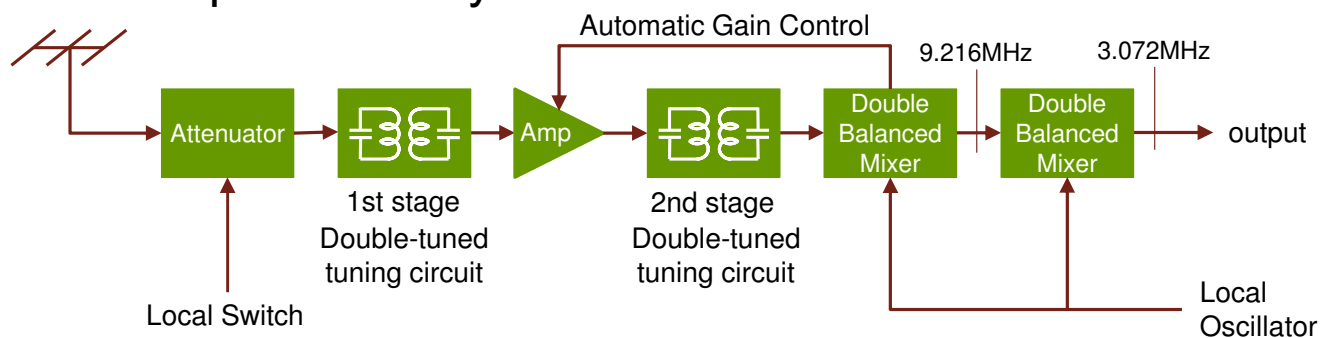 Automatic Gain Control
9.216MHz
3.072MHz
Attenuator
Amp
Double
Balanced
Mixer
Double
Balanced
Mixer
output
1st stage
Double-tuned
tuning circuit
2nd stage
Double-tuned
tuning circuit
Local Switch
Local
Oscillator